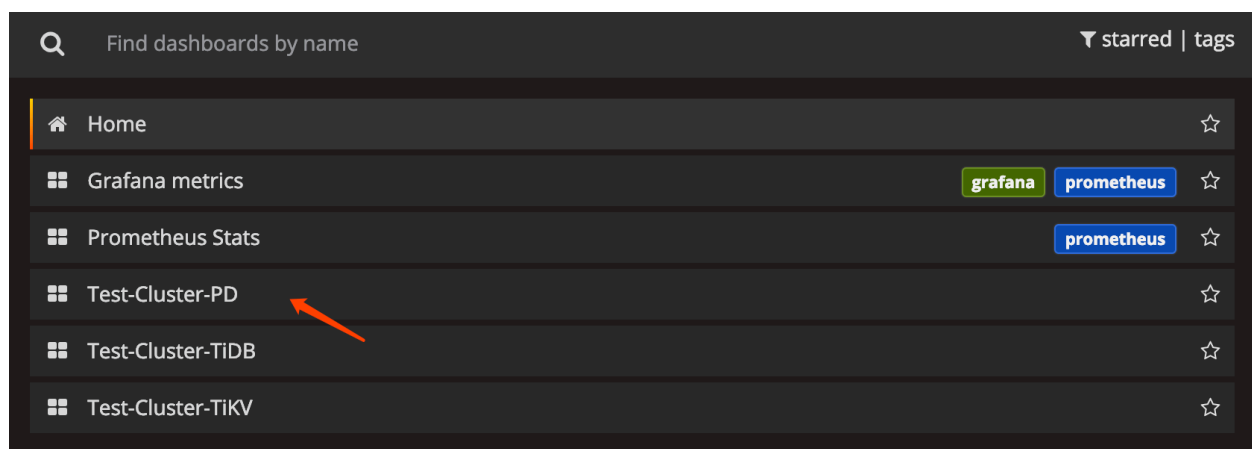 Find dashboards by name starred | tags
Home
Grafana metrics grafana prometheus
Prometheus Stats prometheus
Test-Cluster-PD
Test-Cluster-TiDB
Test-Cluster-TiKV